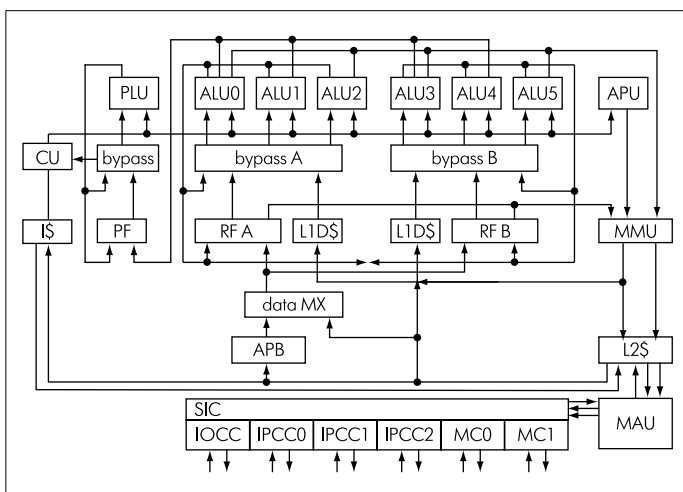 PLU ALU0 ALU1 ALU2 ALU3 ALU4 ALU5 APU
CU bypass bypass A bypass B
I$ PF RF A L1D$ L1D$ RF B MMU
data MX
APB L2$
SIC
IOCC IPCC0 IPCC1 IPCC2 MC0 MC1 MAU